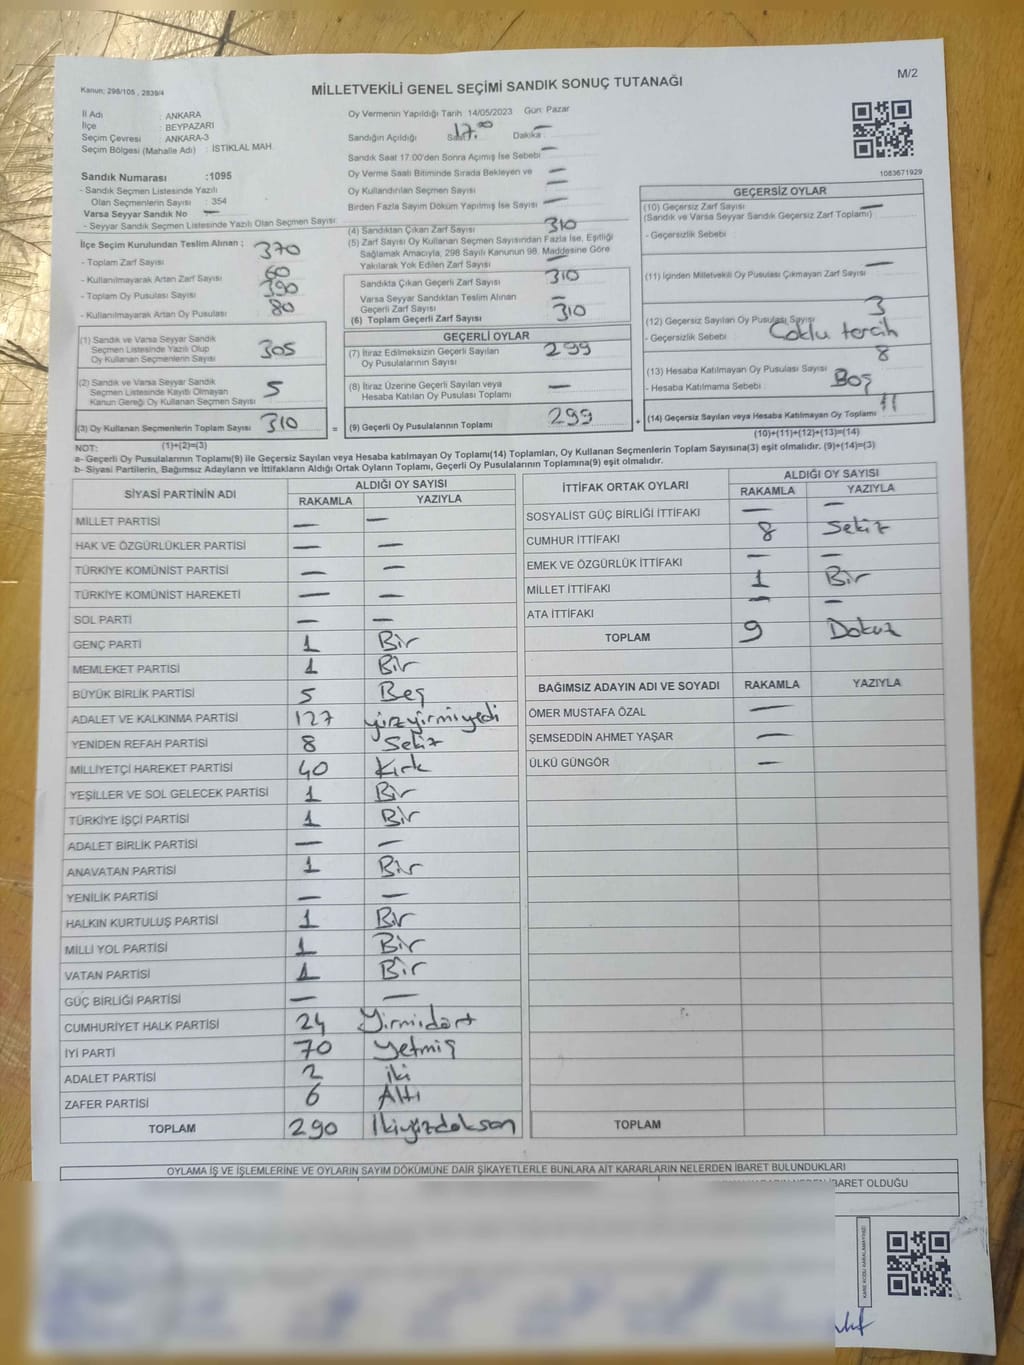 M/2
Kanun: 298/105 , 2839/4
MİLLETVEKİLİ GENEL SEÇİMİ SANDIK SONUÇ TUTANAĞI
İl Adı : ANKARA
İlçe : BEYPAZARI
Seçim Çevresi : ANKARA-3
Seçim Bölgesi (Mahalle Adı) : İSTİKLAL MAH.
Oy Vermenin Yapıldığı Tarih 14/05/2023 Gün: Pazar
Sandığın Açıldığı Saat 17.00 Dakika —
Sandık Saat 17.00'den Sonra Açımış İse Sebebi —
Oy Verme Saati Bitiminde Sırada Bekleyen ve —
Oy Kullandırılan Seçmen Sayısı —
Birden Fazla Sayım Döküm Yapılmış İse Sayısı —
1083671929
Sandık Numarası :1095
- Sandık Seçmen Listesinde Yazılı
Olan Seçmenlerin Sayısı : 354
Varsa Seyyar Sandık No —
- Seyyar Sandık Seçmen Listesinde Yazılı Olan Seçmen Sayısı:
İlçe Seçim Kurulundan Teslim Alınan ;
- Toplam Zarf Sayısı 370
- Kullanılmayarak Artan Zarf Sayısı 60
- Toplam Oy Pusulası Sayısı 390
- Kullanılmayarak Artan Oy Pusulası 80
(1) Sandık ve Varsa Seyyar Sandık
Seçmen Listesinde Yazılı Olup
Oy Kullanan Seçmenlerin Sayısı 305
(2) Sandık ve Varsa Seyyar Sandık
Seçmen Listesinde Kayıtlı Olmayan
Kanun Gereği Oy Kullanan Seçmen Sayısı 5
(3) Oy Kullanan Seçmenlerin Toplam Sayısı 310
(1)+(2)=(3)
(4) Sandıktan Çıkan Zarf Sayısı 310
(5) Zarf Sayısı Oy Kullanan Seçmen Sayısından Fazla İse, Eşitliği
Sağlamak Amacıyla, 298 Sayılı Kanunun 98. Maddesine Göre
Yakılarak Yok Edilen Zarf Sayısı —
Sandıkta Çıkan Geçerli Zarf Sayısı 310
Varsa Seyyar Sandıktan Teslim Alınan
Geçerli Zarf Sayısı —
(6) Toplam Geçerli Zarf Sayısı 310
GEÇERLİ OYLAR
(7) İtiraz Edilmeksizin Geçerli Sayılan
Oy Pusulalarının Sayısı 299
(8) İtiraz Üzerine Geçerli Sayılan veya
Hesaba Katılan Oy Pusulası Toplamı —
= (9) Geçerli Oy Pusulalarının Toplamı 299
GEÇERSİZ OYLAR
(10) Geçersiz Zarf Sayısı —
(Sandık ve Varsa Seyyar Sandık Geçersiz Zarf Toplamı)
- Geçersizlik Sebebi :
(11) İçinden Milletvekili Oy Pusulası Çıkmayan Zarf Sayısı —
(12) Geçersiz Sayılan Oy Pusulası Sayısı 3
- Geçersizlik Sebebi : Çoklu tercih
(13) Hesaba Katılmayan Oy Pusulası Sayısı 8
- Hesaba Katılmama Sebebi : Boş
+ (14) Geçersiz Sayılan veya Hesaba Katılmayan Oy Toplamı 11
(10)+(11)+(12)+(13)=(14)
NOT:
a- Geçerli Oy Pusulalarının Toplamı(9) ile Geçersiz Sayılan veya Hesaba katılmayan Oy Toplamı(14) Toplamları, Oy Kullanan Seçmenlerin Toplam Sayısına(3) eşit olmalıdır. (9)+(14)=(3)
b- Siyasi Partilerin, Bağımsız Adayların ve İttifakların Aldığı Ortak Oyların Toplamı, Geçerli Oy Pusulalarının Toplamına(9) eşit olmalıdır.
SİYASİ PARTİNİN ADI ALDIĞI OY SAYISI
RAKAMLA YAZIYLA
MİLLET PARTİSİ — —
HAK VE ÖZGÜRLÜKLER PARTİSİ — —
TÜRKİYE KOMÜNİST PARTİSİ — —
TÜRKİYE KOMÜNİST HAREKETİ — —
SOL PARTİ — —
GENÇ PARTİ 1 Bir
MEMLEKET PARTİSİ 1 Bir
BÜYÜK BİRLİK PARTİSİ 5 Beş
ADALET VE KALKINMA PARTİSİ 127 yüzyirmiyedi
YENİDEN REFAH PARTİSİ 8 Sekiz
MİLLİYETÇİ HAREKET PARTİSİ 40 Kırk
YEŞİLLER VE SOL GELECEK PARTİSİ 1 Bir
TÜRKİYE İŞÇİ PARTİSİ 1 Bir
ADALET BİRLİK PARTİSİ — —
ANAVATAN PARTİSİ 1 Bir
YENİLİK PARTİSİ — —
HALKIN KURTULUŞ PARTİSİ 1 Bir
MİLLİ YOL PARTİSİ 1 Bir
VATAN PARTİSİ 1 Bir
GÜÇ BİRLİĞİ PARTİSİ — —
CUMHURİYET HALK PARTİSİ 24 Yirmidört
İYİ PARTİ 70 Yetmiş
ADALET PARTİSİ 2 iki
ZAFER PARTİSİ 6 Altı
TOPLAM 290 İkiyüzdoksan
İTTİFAK ORTAK OYLARI ALDIĞI OY SAYISI
RAKAMLA YAZIYLA
SOSYALİST GÜÇ BİRLİĞİ İTTİFAKI — —
CUMHUR İTTİFAKI 8 Sekiz
EMEK VE ÖZGÜRLÜK İTTİFAKI — —
MİLLET İTTİFAKI 1 Bir
ATA İTTİFAKI — —
TOPLAM 9 Dokuz
BAĞIMSIZ ADAYIN ADI VE SOYADI RAKAMLA YAZIYLA
ÖMER MUSTAFA ÖZAL —
ŞEMSEDDİN AHMET YAŞAR —
ÜLKÜ GÜNGÖR —
TOPLAM
OYLAMA İŞ VE İŞLEMLERİNE VE OYLARIN SAYIM DÖKÜMÜNE DAİR ŞİKAYETLERLE BUNLARA AİT KARARLARIN NELERDEN İBARET BULUNDUKLARI
İBARET OLDUĞU
KARE KODU KARALAMAYINIZ!